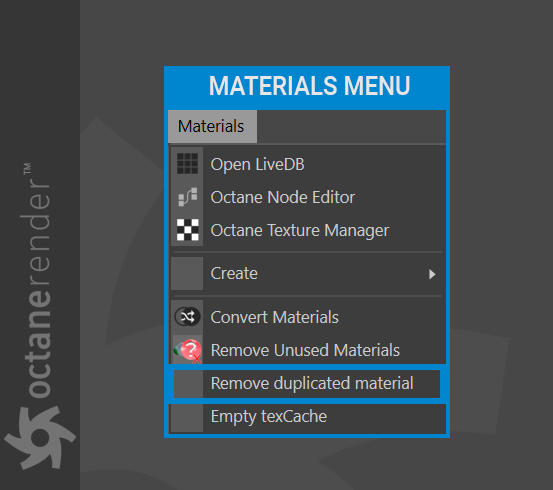 MATERIALS MENU
Materials
Open LiveDB
Octane Node Editor
Octane Texture Manager
Create
Convert Materials
Remove Unused Materials
Remove duplicated material
Empty texCache
octanerender™